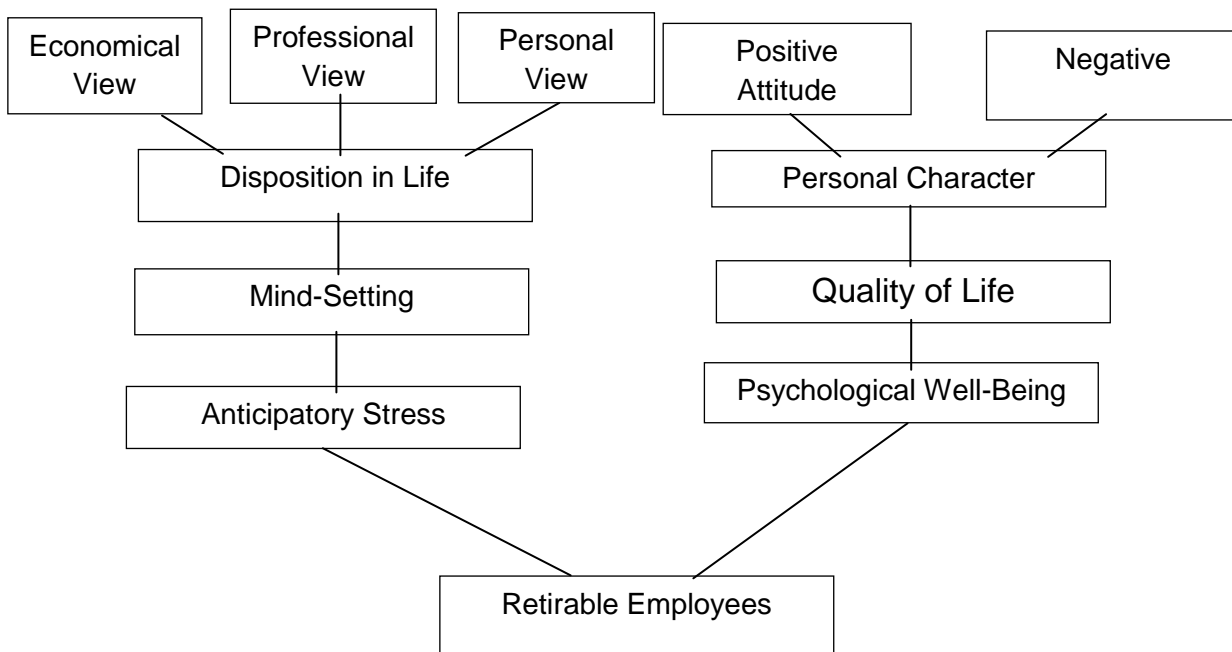 Economical
View
Professional
View
Personal
View
Positive
Attitude
Negative
Disposition in Life
Personal Character
Mind-Setting
Quality of Life
Anticipatory Stress
Psychological Well-Being
Retirable Employees